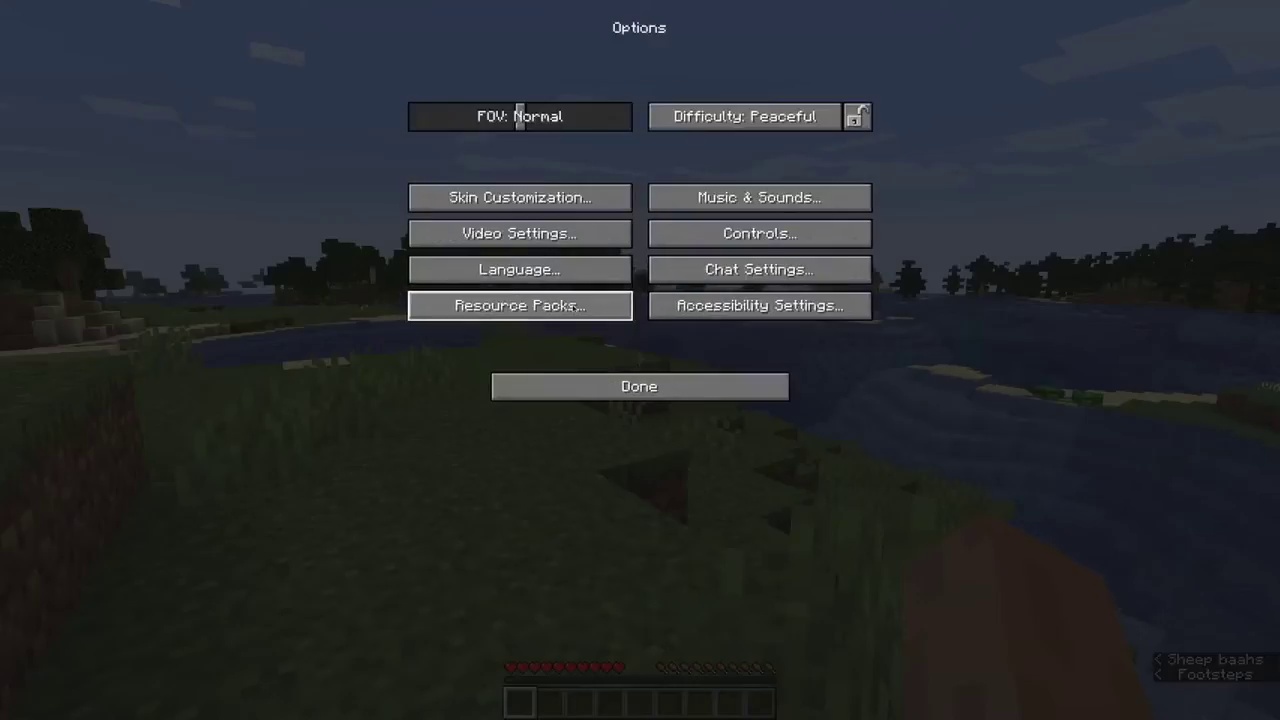 Options
FOV: Normal
Difficulty: Peaceful
Skin Customization...
Music & Sounds...
Video Settings...
Controls...
Language...
Chat Settings...
Resource Packs...
Accessibility Settings...
Done
< Sheep baahs
< Footsteps